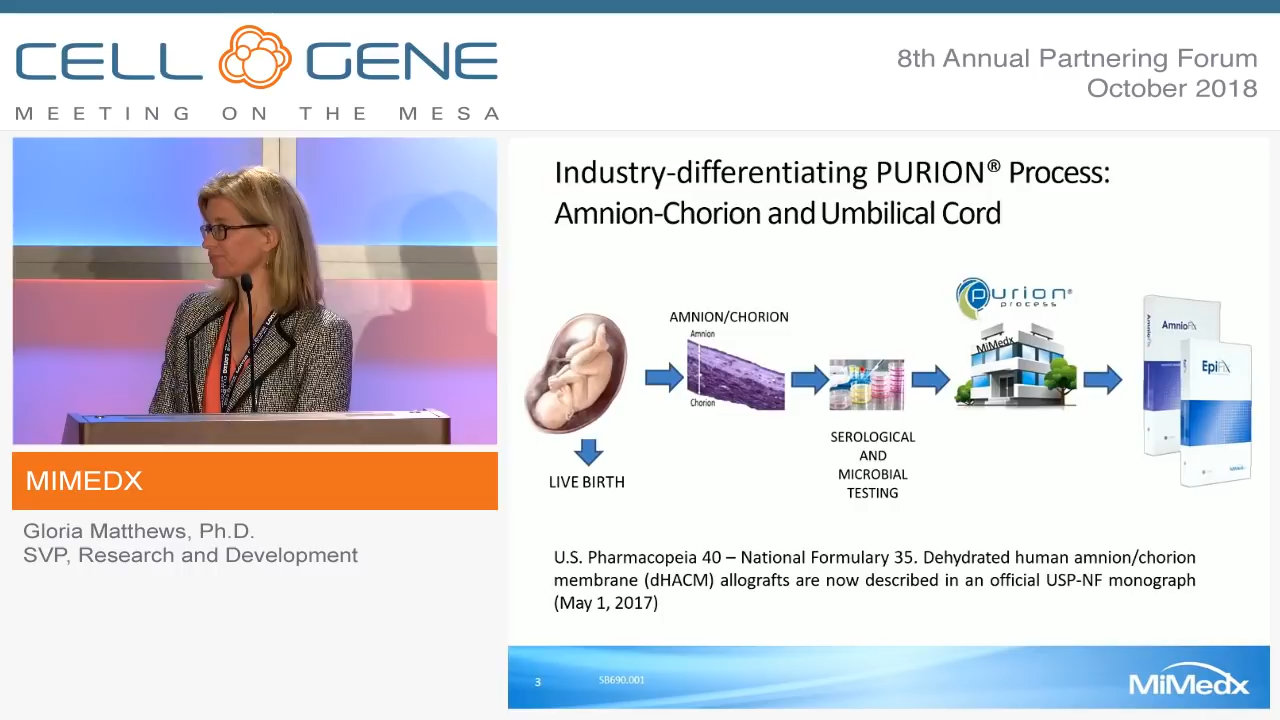 CELL GENE
MEETING ON THE MESA
8th Annual Partnering Forum
October 2018
MIMEDX
Gloria Matthews, Ph.D.
SVP, Research and Development
Industry-differentiating PURION® Process:
Amnion-Chorion and Umbilical Cord
LIVE BIRTH
AMNION/CHORION
Amnion
Chorion
SEROLOGICAL
AND
MICROBIAL
TESTING
purion®
process
MiMedx
AmnioFx
EpiFix
MiMedx
U.S. Pharmacopeia 40 – National Formulary 35. Dehydrated human amnion/chorion
membrane (dHACM) allografts are now described in an official USP-NF monograph
(May 1, 2017)
3
SB690.001
MiMedx